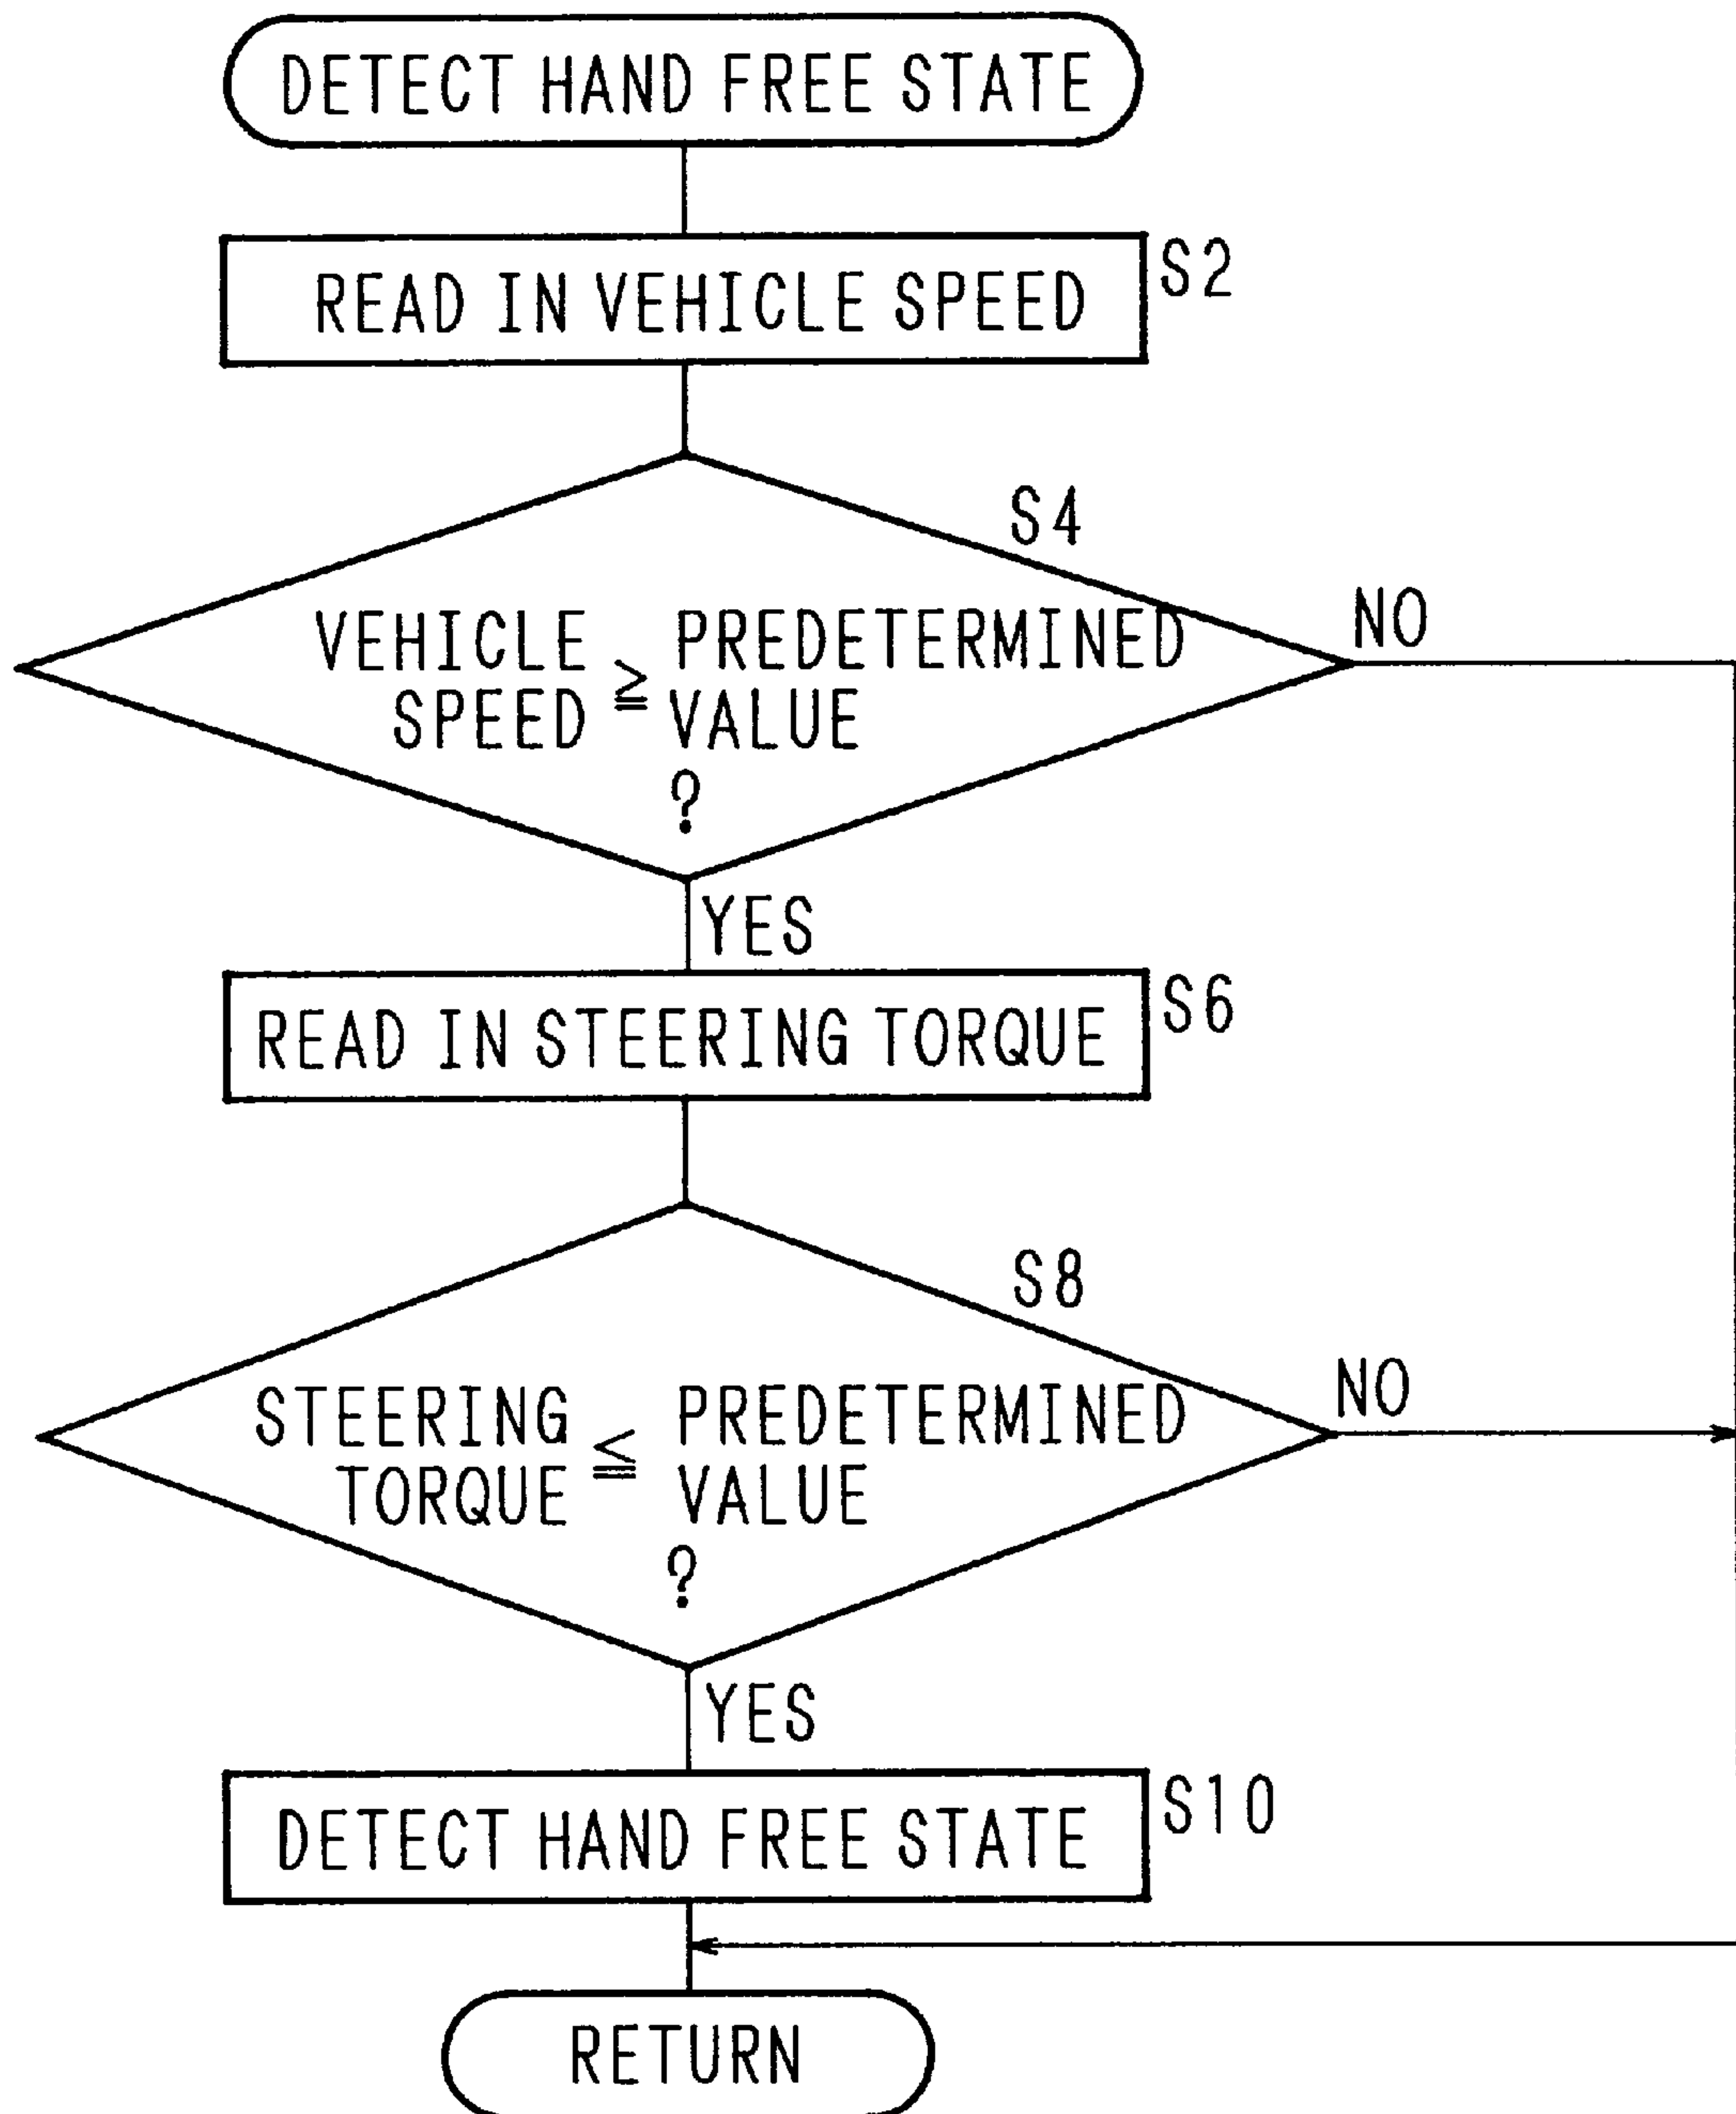 DETECT HAND FREE STATE
READ IN VEHICLE SPEED
S2
S4
VEHICLE SPEED ≧ PREDETERMINED VALUE
?
NO
YES
READ IN STEERING TORQUE
S6
S8
STEERING TORQUE ≦ PREDETERMINED VALUE
?
NO
YES
DETECT HAND FREE STATE
S10
RETURN